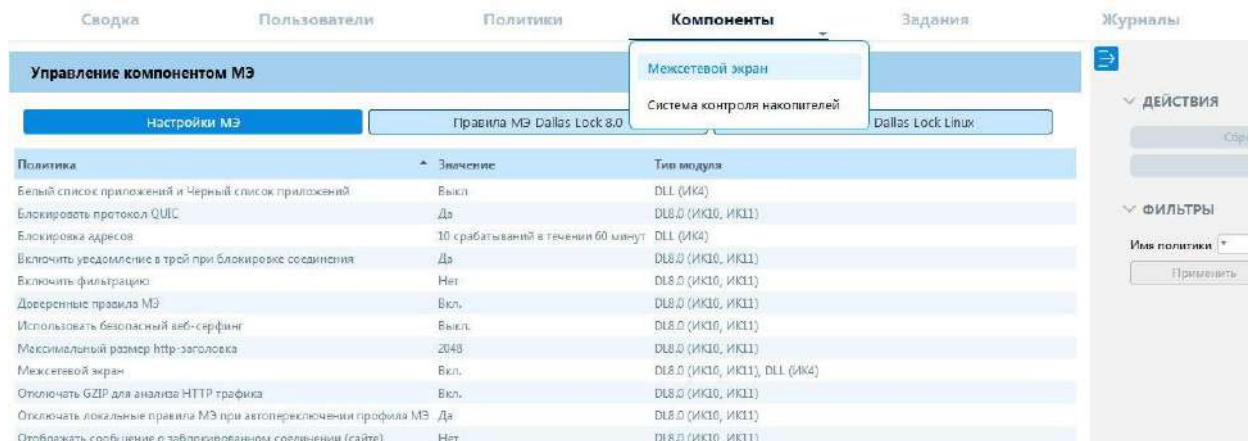 Сводка Пользователи Политики Компоненты Задания Журналы
Управление компонентом МЭ
Межсетевой экран
Система контроля накопителей
Настройки МЭ Правила МЭ Dallas Lock 8.0 Dallas Lock Linux
ДЕЙСТВИЯ
Политика Значение Тип модуля
Белый список приложений и Черный список приложений Выкл DLL (ИК4)
Блокировать протокол QUIC Да DL8.0 (ИК10, ИК11)
ФИЛЬТРЫ
Блокировка адресов 10 срабатываний в течении 60 минут DLL (ИК4)
Имя политики *
Включить уведомление в трей при блокировке соединения Да DL8.0 (ИК10, ИК11)
Включить фильтрацию Нет DL8.0 (ИК10, ИК11)
Применить
Доверенные правила МЭ Вкл. DL8.0 (ИК10, ИК11)
Использовать безопасный веб-серфинг Выкл. DL8.0 (ИК10, ИК11)
Максимальный размер http-заголовка 2048 DL8.0 (ИК10, ИК11)
Межсетевой экран Вкл. DL8.0 (ИК10, ИК11), DLL (ИК4)
Отключать GZIP для анализа HTTP трафика Вкл. DL8.0 (ИК10, ИК11)
Отключать локальные правила МЭ при автопереключении профиля МЭ Да DL8.0 (ИК10, ИК11)
Отображать сообщение о заблокированном соединении (сайте) Нет DL8.0 (ИК10, ИК11)